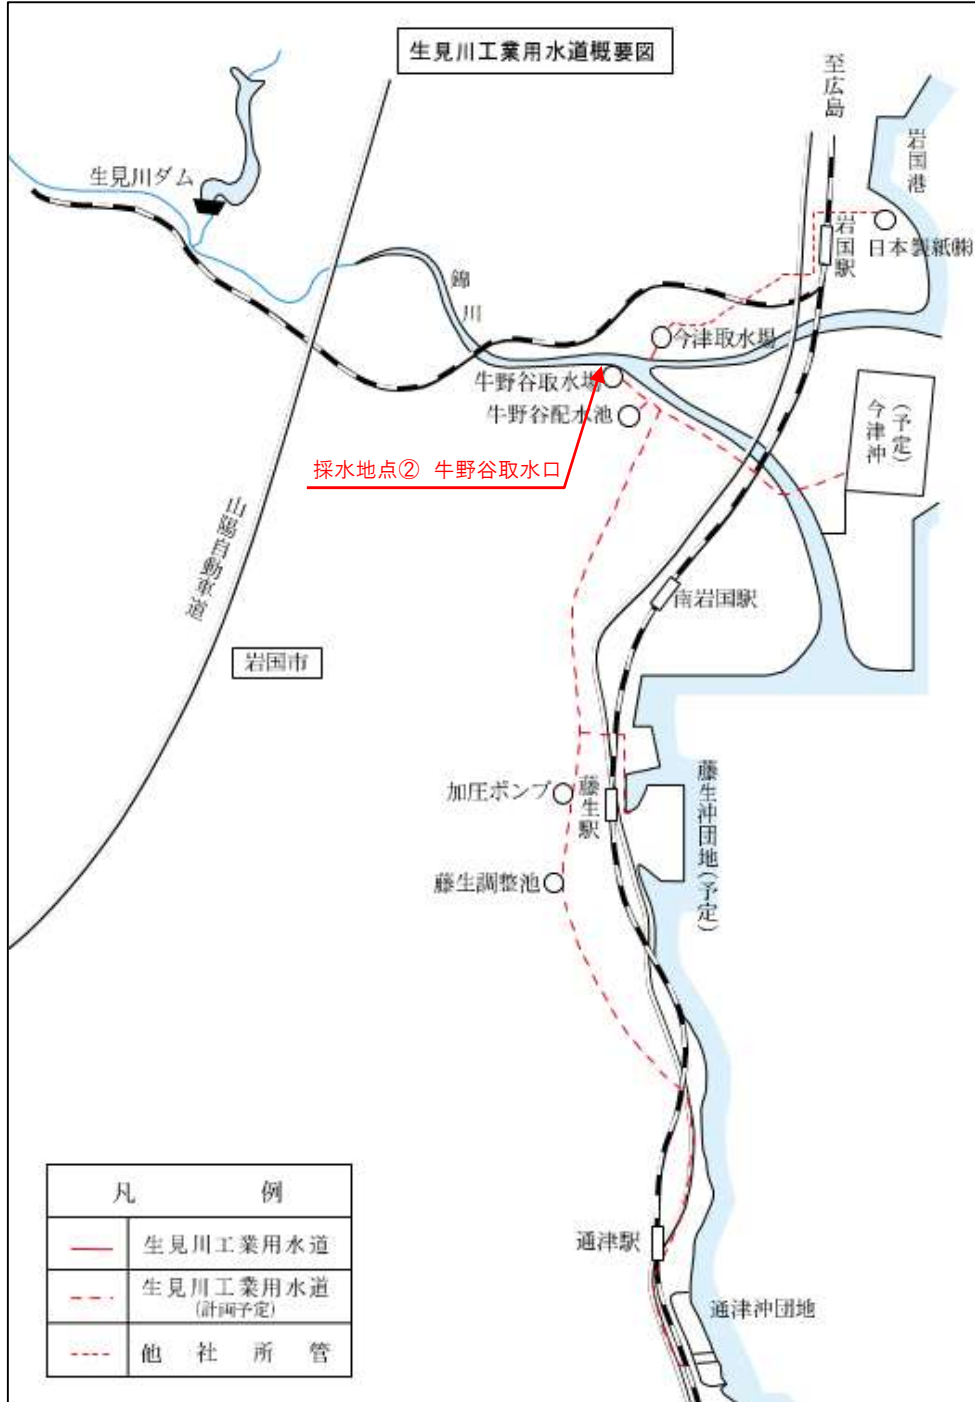 生見川工業用水道概要図
至広島
岩国港
生見川ダム
岩国駅
日本製紙㈱
錦川
今津取水場
牛野谷取水場
牛野谷配水池
今津沖
(予定)
採水地点② 牛野谷取水口
山陽自動車道
南岩国駅
岩国市
加圧ポンプ
藤生駅
藤生沖団地(予定)
藤生調整池
凡 例
生見川工業用水道
生見川工業用水道
(計画予定)
他社所管
通津駅
通津沖団地